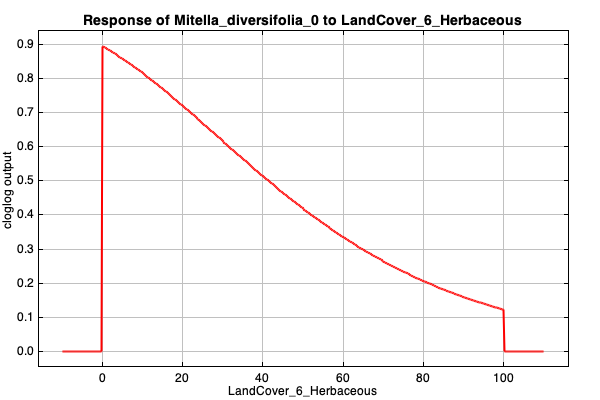 Response of Mitella_diversifolia_0 to LandCover_6_Herbaceous
cloglog output
0.9
0.8
0.7
0.6
0.5
0.4
0.3
0.2
0.1
0.0
0 20 40 60 80 100
LandCover_6_Herbaceous